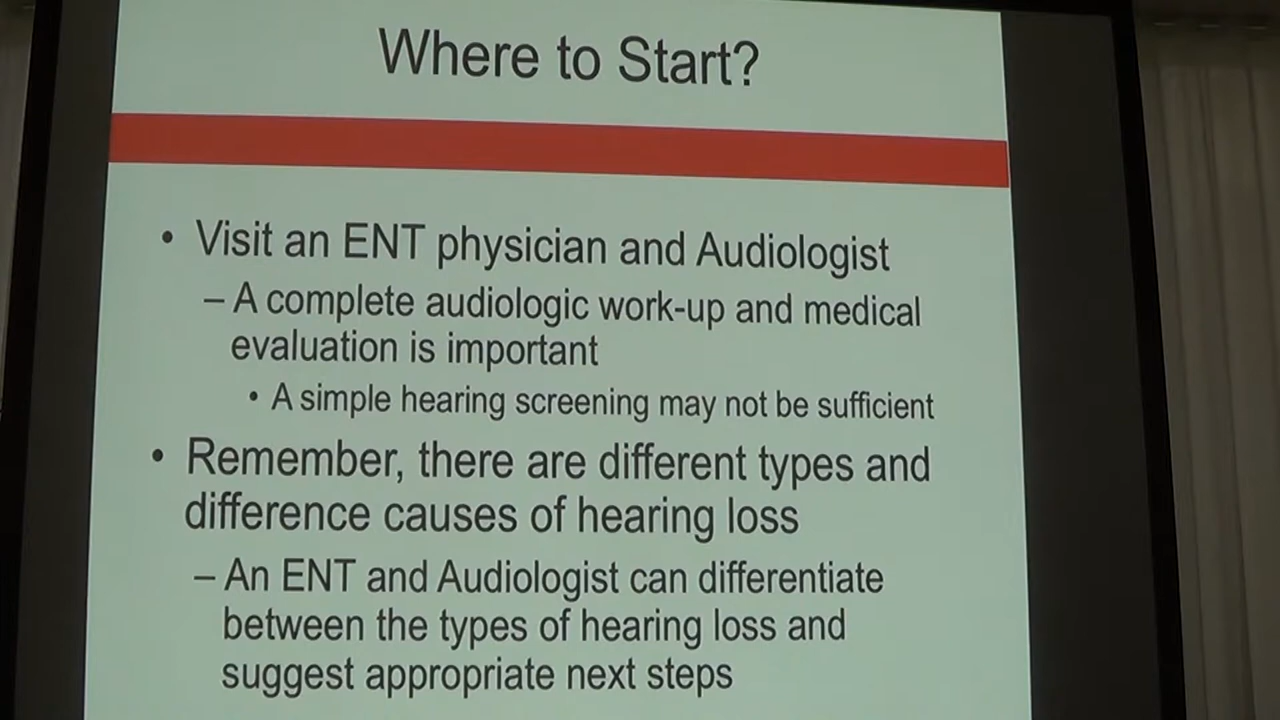 Where to Start?
• Visit an ENT physician and Audiologist
– A complete audiologic work-up and medical
evaluation is important
• A simple hearing screening may not be sufficient
• Remember, there are different types and
difference causes of hearing loss
– An ENT and Audiologist can differentiate
between the types of hearing loss and
suggest appropriate next steps